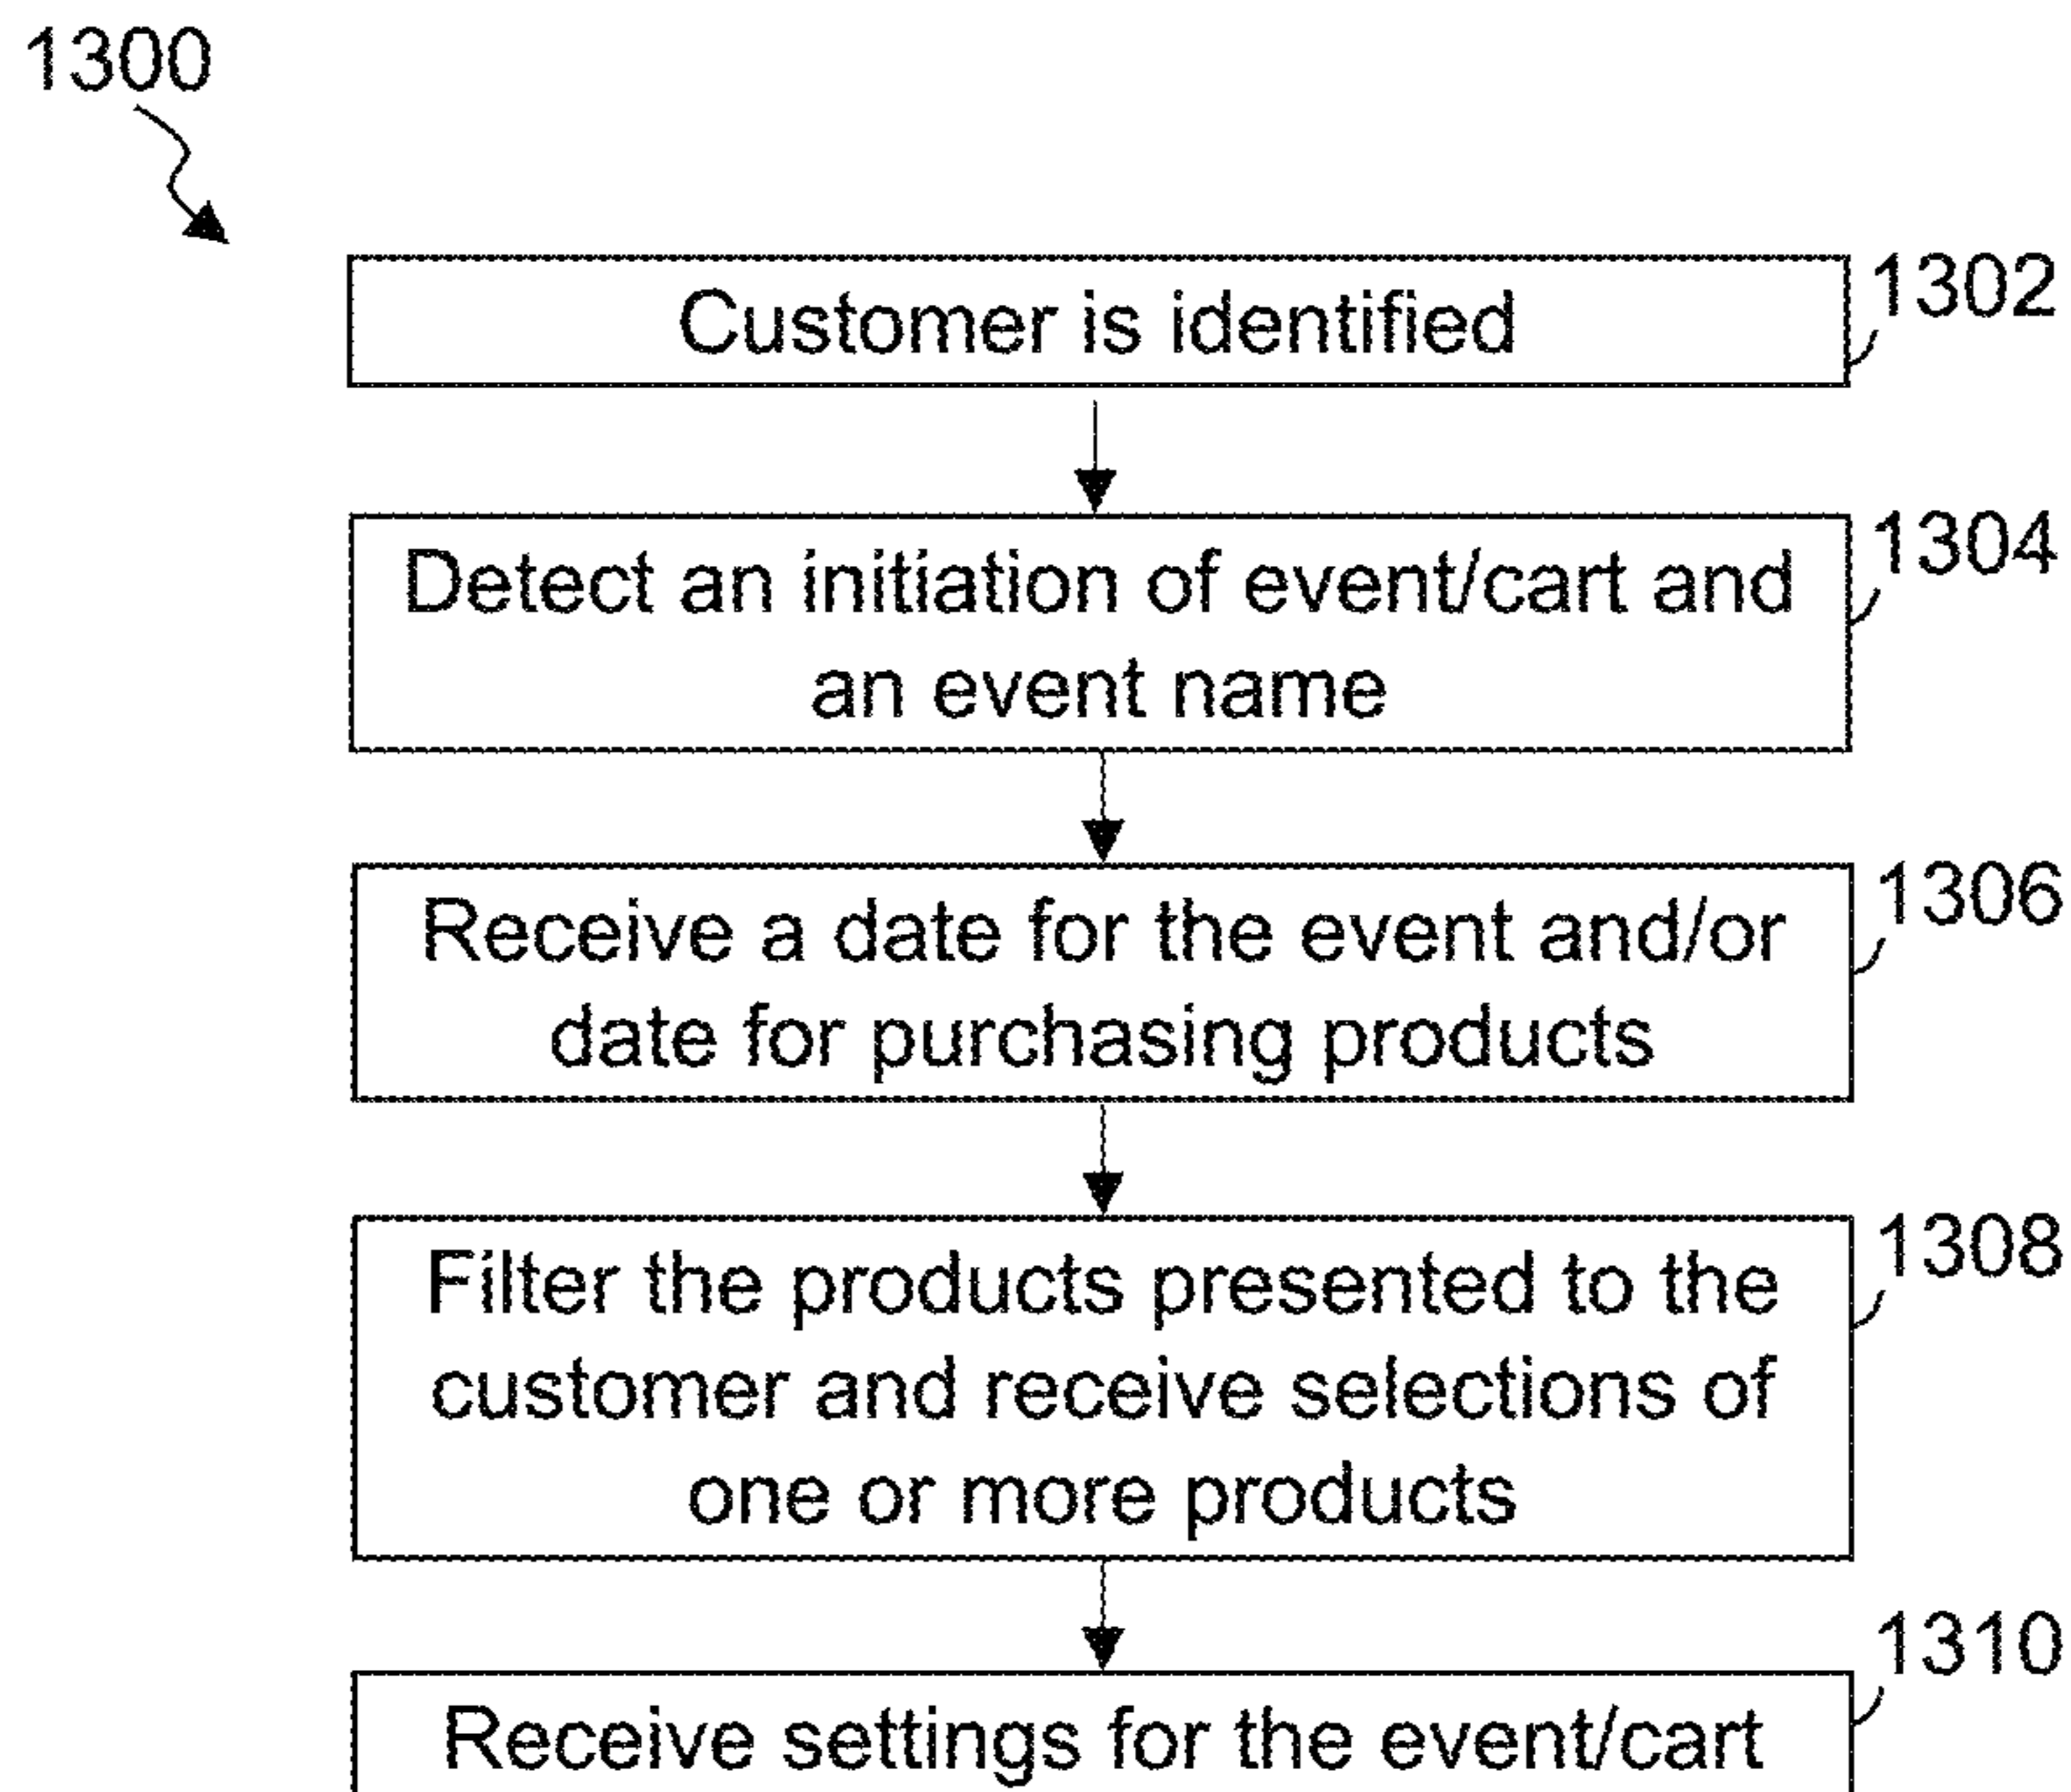 1300
1302
Customer is identified
1304
Detect an initiation of event/cart and
an event name
1306
Receive a date for the event and/or
date for purchasing products
1308
Filter the products presented to the
customer and receive selections of
one or more products
1310
Receive settings for the event/cart